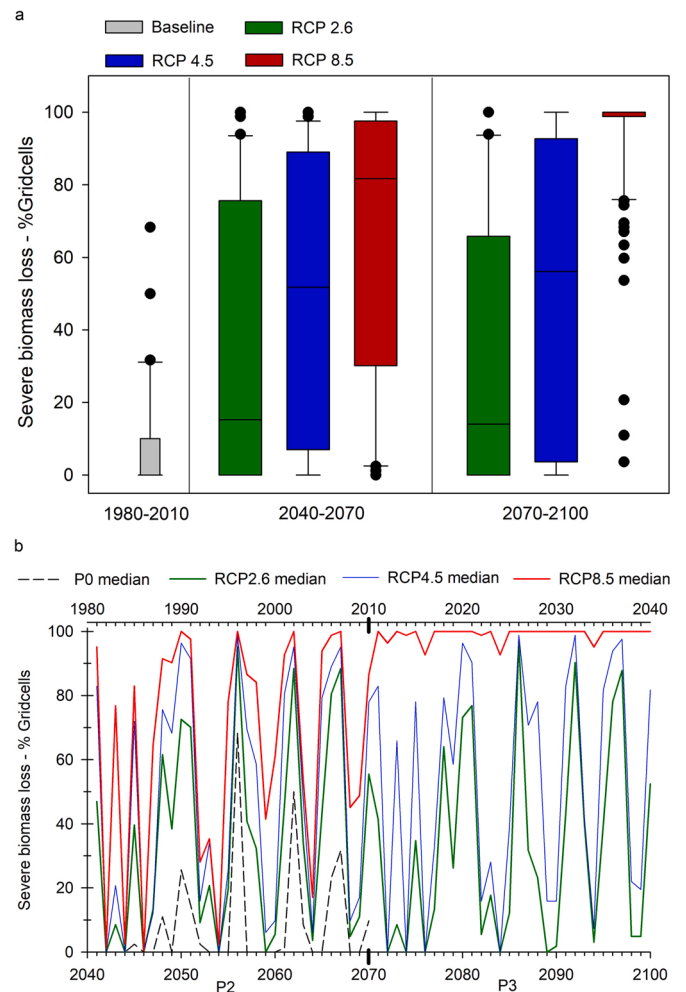 a
Baseline RCP 2.6
RCP 4.5 RCP 8.5
Severe biomass loss - %Gridcells
100
80
60
40
20
0
1980-2010 2040-2070 2070-2100
b
P0 median RCP2.6 median RCP4.5 median RCP8.5 median
1980 1990 2000 2010 2020 2030 2040
Severe biomass loss - % Gridcells
100
80
60
40
20
0
2040 2050 2060 2070 2080 2090 2100
P2 P3